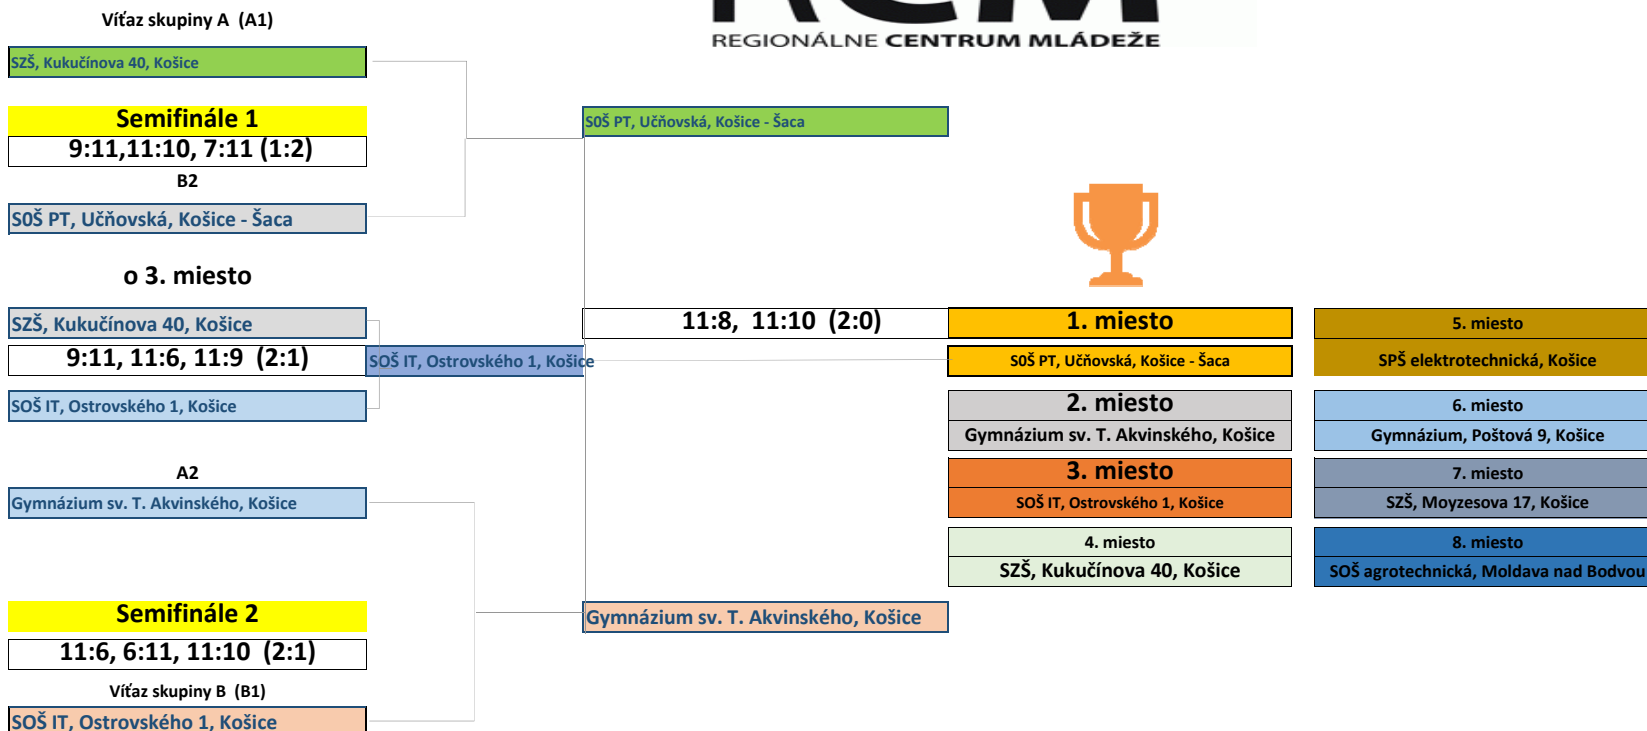 RCM
REGIONÁLNE CENTRUM MLÁDEŽE
Víťaz skupiny A (A1)
SZŠ, Kukučínova 40, Košice
Semifinále 1
9:11,11:10, 7:11 (1:2)
B2
S0Š PT, Učňovská, Košice - Šaca
S0Š PT, Učňovská, Košice - Šaca
o 3. miesto
SZŠ, Kukučínova 40, Košice
9:11, 11:6, 11:9 (2:1)
SOŠ IT, Ostrovského 1, Košice
SOŠ IT, Ostrovského 1, Košice
A2
Gymnázium sv. T. Akvinského, Košice
Semifinále 2
11:6, 6:11, 11:10 (2:1)
Víťaz skupiny B (B1)
SOŠ IT, Ostrovského 1, Košice
Gymnázium sv. T. Akvinského, Košice
11:8, 11:10 (2:0)
1. miesto
S0Š PT, Učňovská, Košice - Šaca
2. miesto
Gymnázium sv. T. Akvinského, Košice
3. miesto
SOŠ IT, Ostrovského 1, Košice
4. miesto
SZŠ, Kukučínova 40, Košice
5. miesto
SPŠ elektrotechnická, Košice
6. miesto
Gymnázium, Poštová 9, Košice
7. miesto
SZŠ, Moyzesova 17, Košice
8. miesto
SOŠ agrotechnická, Moldava nad Bodvou